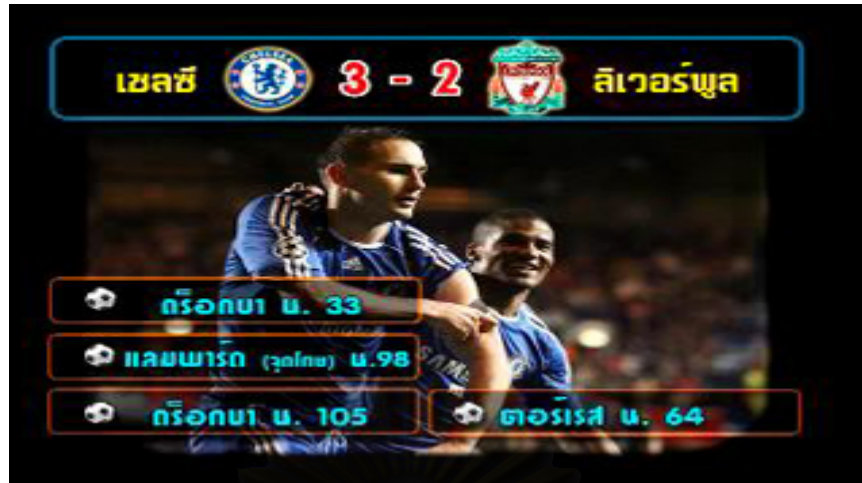 เชลซี 3 - 2 ลิเวอร์พูล
ดร็อกบา น. 33
แลมพาร์ด (จุดโทษ) น.98
ดร็อกบา น. 105 ตอร์เรส น. 64